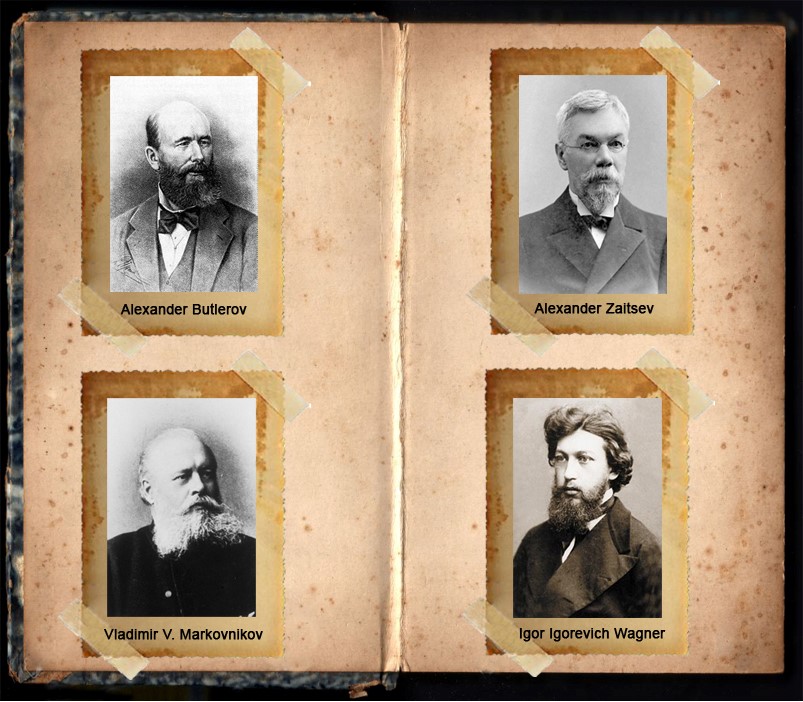 Alexander Butlerov
Alexander Zaitsev
Vladimir V. Markovnikov
Igor Igorevich Wagner